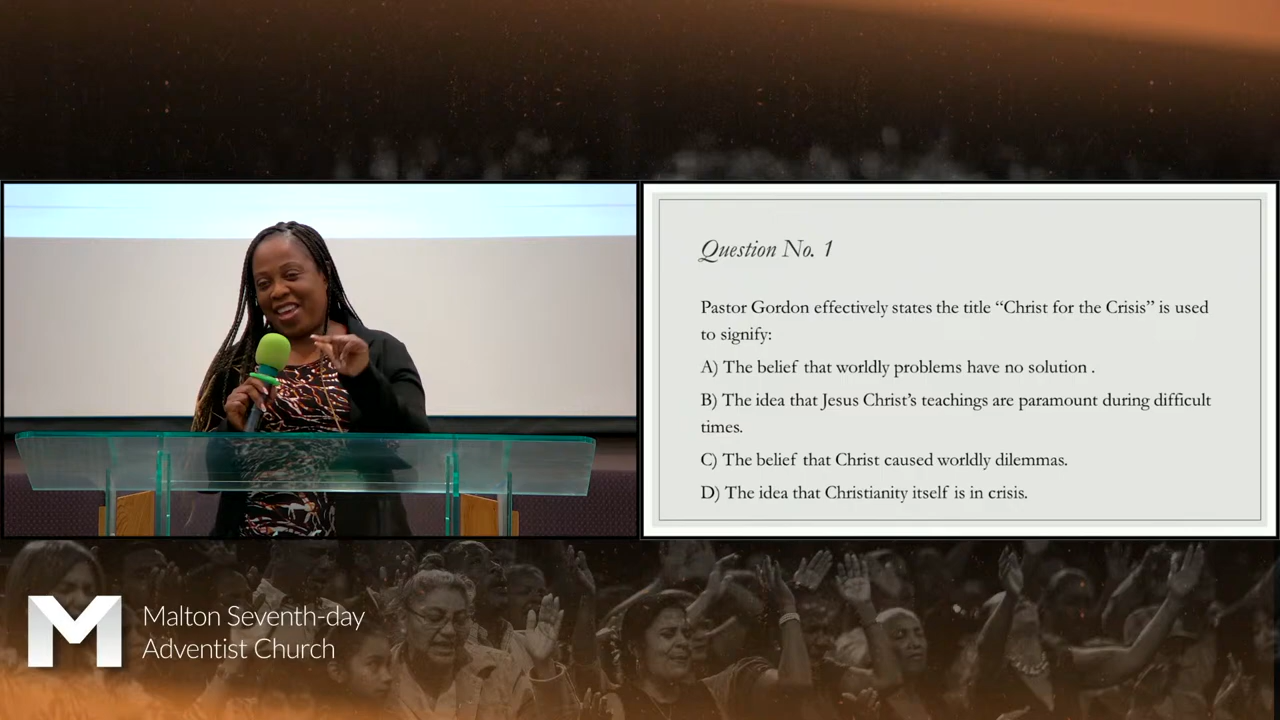 Question No. 1
Pastor Gordon effectively states the title “Christ for the Crisis” is used
to signify:
A) The belief that worldly problems have no solution .
B) The idea that Jesus Christ’s teachings are paramount during difficult
times.
C) The belief that Christ caused worldly dilemmas.
D) The idea that Christianity itself is in crisis.
M
Malton Seventh-day
Adventist Church